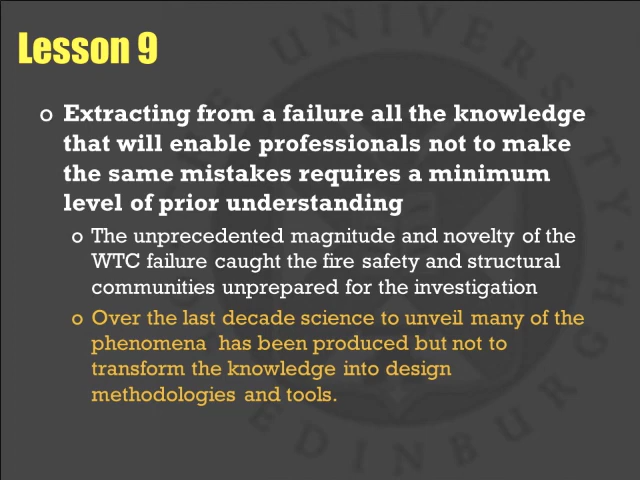 Lesson 9
o Extracting from a failure all the knowledge
that will enable professionals not to make
the same mistakes requires a minimum
level of prior understanding
o The unprecedented magnitude and novelty of the
WTC failure caught the fire safety and structural
communities unprepared for the investigation
o Over the last decade science to unveil many of the
phenomena has been produced but not to
transform the knowledge into design
methodologies and tools.
UNIVERSITY
EDINBURGH